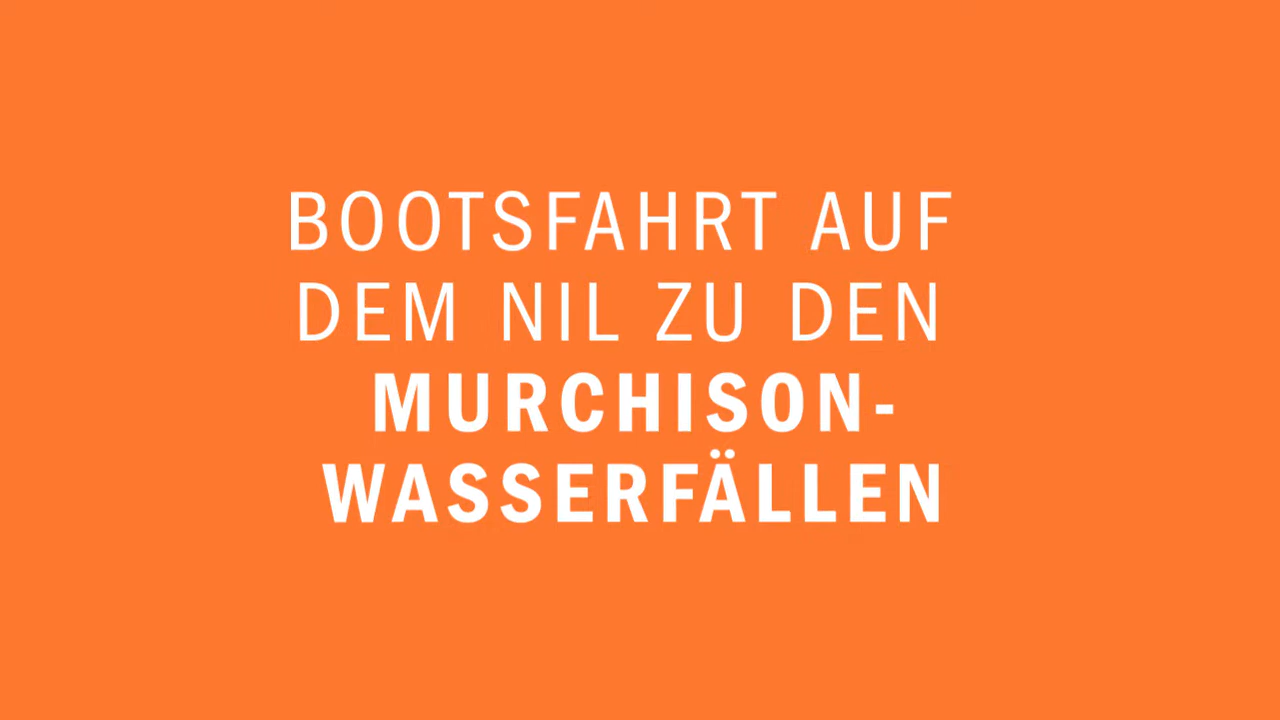 BOOTSFAHRT AUF
DEM NIL ZU DEN
MURCHISON-
WASSERFÄLLEN